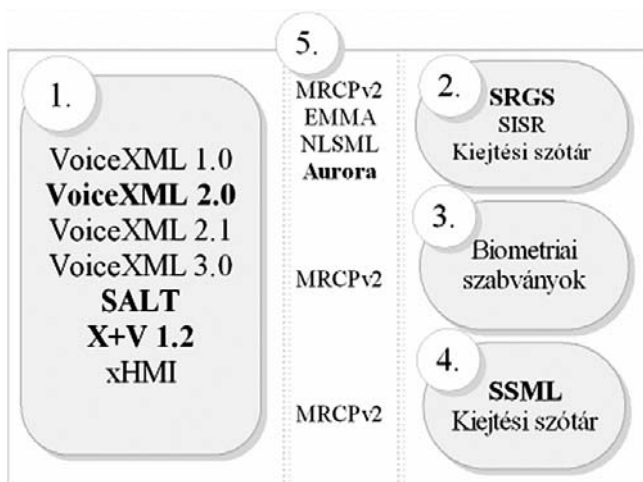 1.
VoiceXML 1.0
VoiceXML 2.0
VoiceXML 2.1
VoiceXML 3.0
SALT
X+V 1.2
xHMI
5.
MRCPv2
EMMA
NLSML
Aurora
MRCPv2
MRCPv2
2.
SRGS
SISR
Kiejtési szótár
3.
Biometriai
szabványok
4.
SSML
Kiejtési szótár